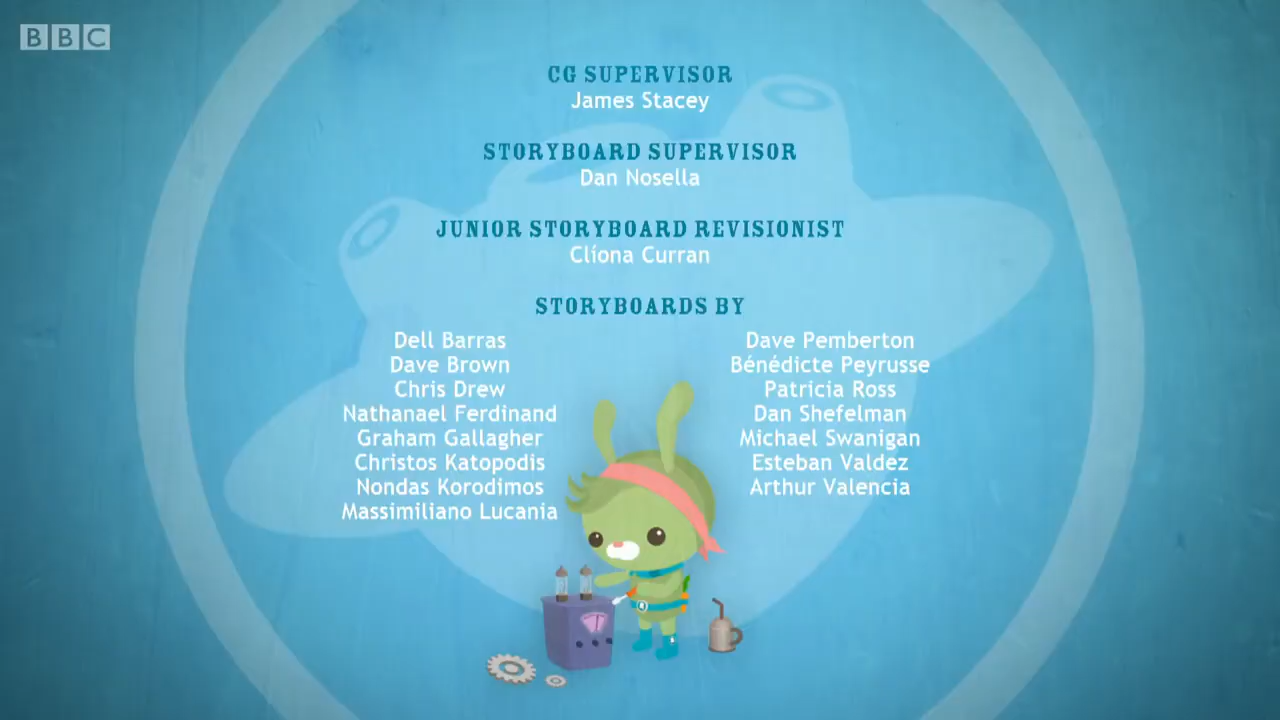 BBC
CG SUPERVISOR
James Stacey
STORYBOARD SUPERVISOR
Dan Nosella
JUNIOR STORYBOARD REVISIONIST
Clíona Curran
STORYBOARDS BY
Dell Barras
Dave Brown
Chris Drew
Nathanael Ferdinand
Graham Gallagher
Christos Katopodis
Nondas Korodimos
Massimiliano Lucania
Dave Pemberton
Bénédicte Peyrusse
Patricia Ross
Dan Shefelman
Michael Swanigan
Esteban Valdez
Arthur Valencia